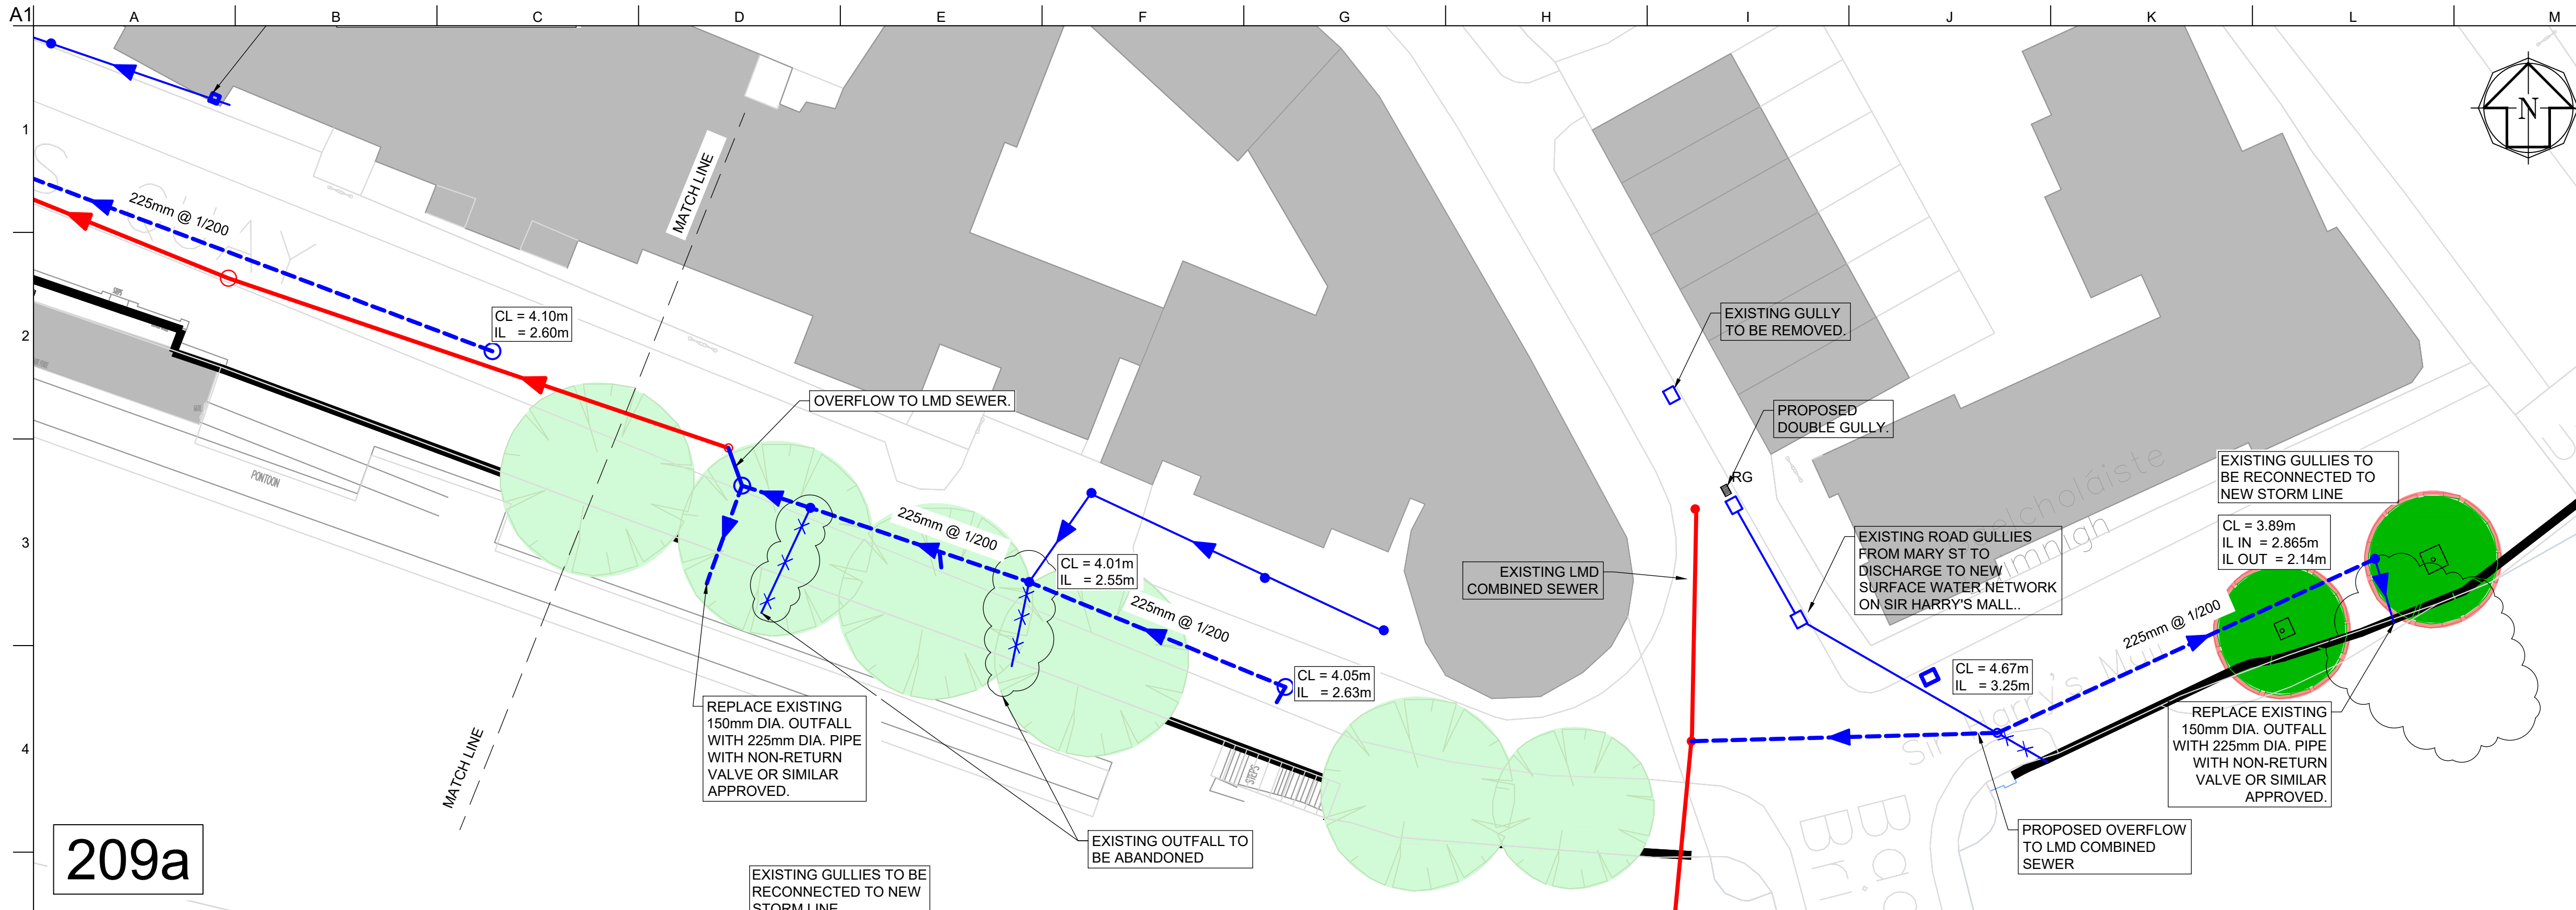 A1
A
B
C
D
E
F
G
H
I
J
K
L
M
1
2
3
4
N
MATCH LINE
225mm @ 1/200
QUAY
STEPS
CL = 4.10m
IL = 2.60m
PONTOON
OVERFLOW TO LMD SEWER.
225mm @ 1/200
CL = 4.01m
IL = 2.55m
225mm @ 1/200
CL = 4.05m
IL = 2.63m
EXISTING GULLY
TO BE REMOVED.
PROPOSED
DOUBLE GULLY.
RG
EXISTING LMD
COMBINED SEWER
EXISTING ROAD GULLIES
FROM MARY ST TO
DISCHARGE TO NEW
SURFACE WATER NETWORK
ON SIR HARRY'S MALL..
EXISTING GULLIES TO
BE RECONNECTED TO
NEW STORM LINE
CL = 3.89m
IL IN = 2.865m
IL OUT = 2.14m
225mm @ 1/200
CL = 4.67m
IL = 3.25m
Sir Harry's Mall
REPLACE EXISTING
150mm DIA. OUTFALL
WITH 225mm DIA. PIPE
WITH NON-RETURN
VALVE OR SIMILAR
APPROVED.
REPLACE EXISTING
150mm DIA. OUTFALL
WITH 225mm DIA. PIPE
WITH NON-RETURN
VALVE OR SIMILAR
APPROVED.
MATCH LINE
STEPS
EXISTING OUTFALL TO
BE ABANDONED
PROPOSED OVERFLOW
TO LMD COMBINED
SEWER
209a
EXISTING GULLIES TO BE
RECONNECTED TO NEW
STORM LINE